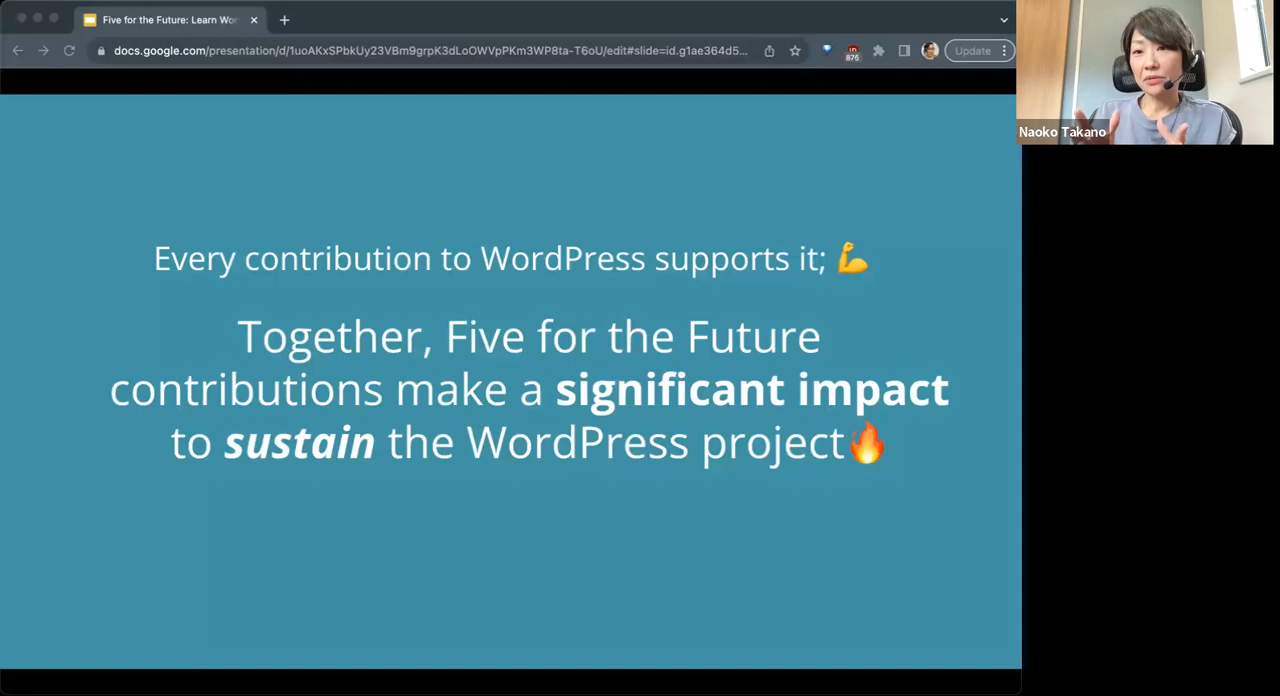 Five for the Future: Learn Wor
docs.google.com/presentation/d/1uoAKxSPbkUy23VBm9grpK3dLoOWVpPKm3WP8ta-T6oU/edit#slide=id.g1ae364d5...
876
Update
Naoko Takano
Every contribution to WordPress supports it; 💪
Together, Five for the Future
contributions make a significant impact
to sustain the WordPress project🔥